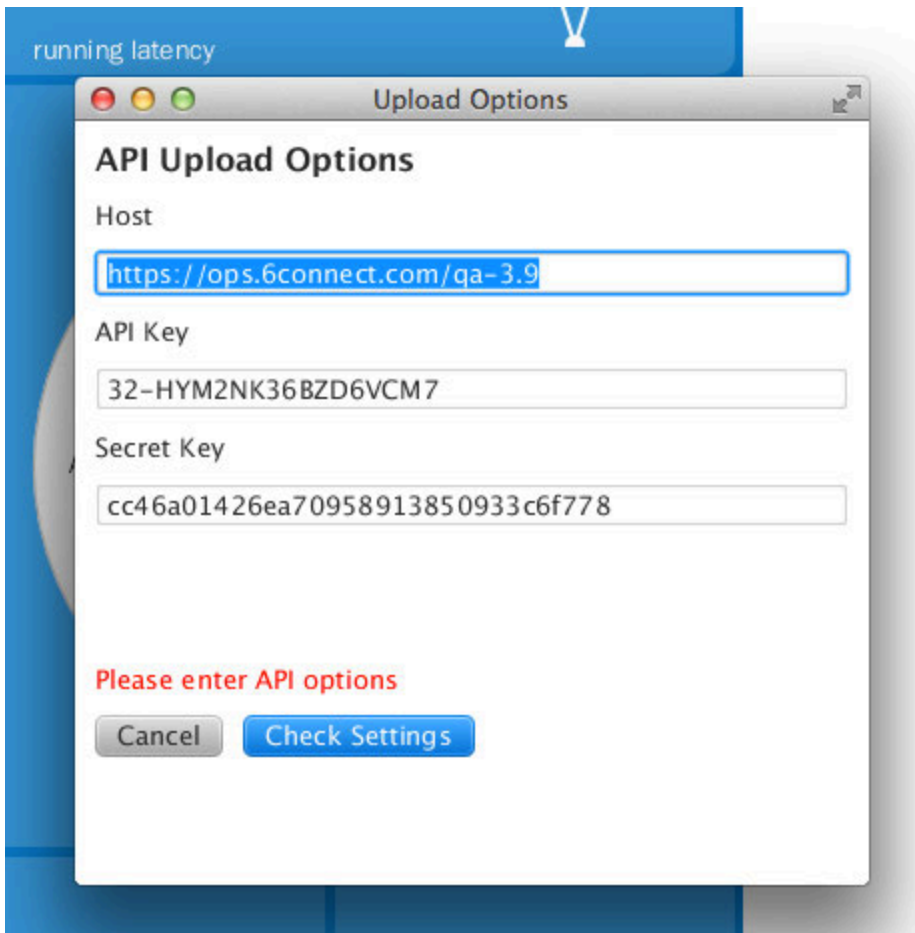 running latency
Upload Options
API Upload Options
Host
https://ops.6connect.com/qa-3.9
API Key
32-HYM2NK36BZD6VCM7
Secret Key
cc46a01426ea70958913850933c6f778
Please enter API options
Cancel
Check Settings